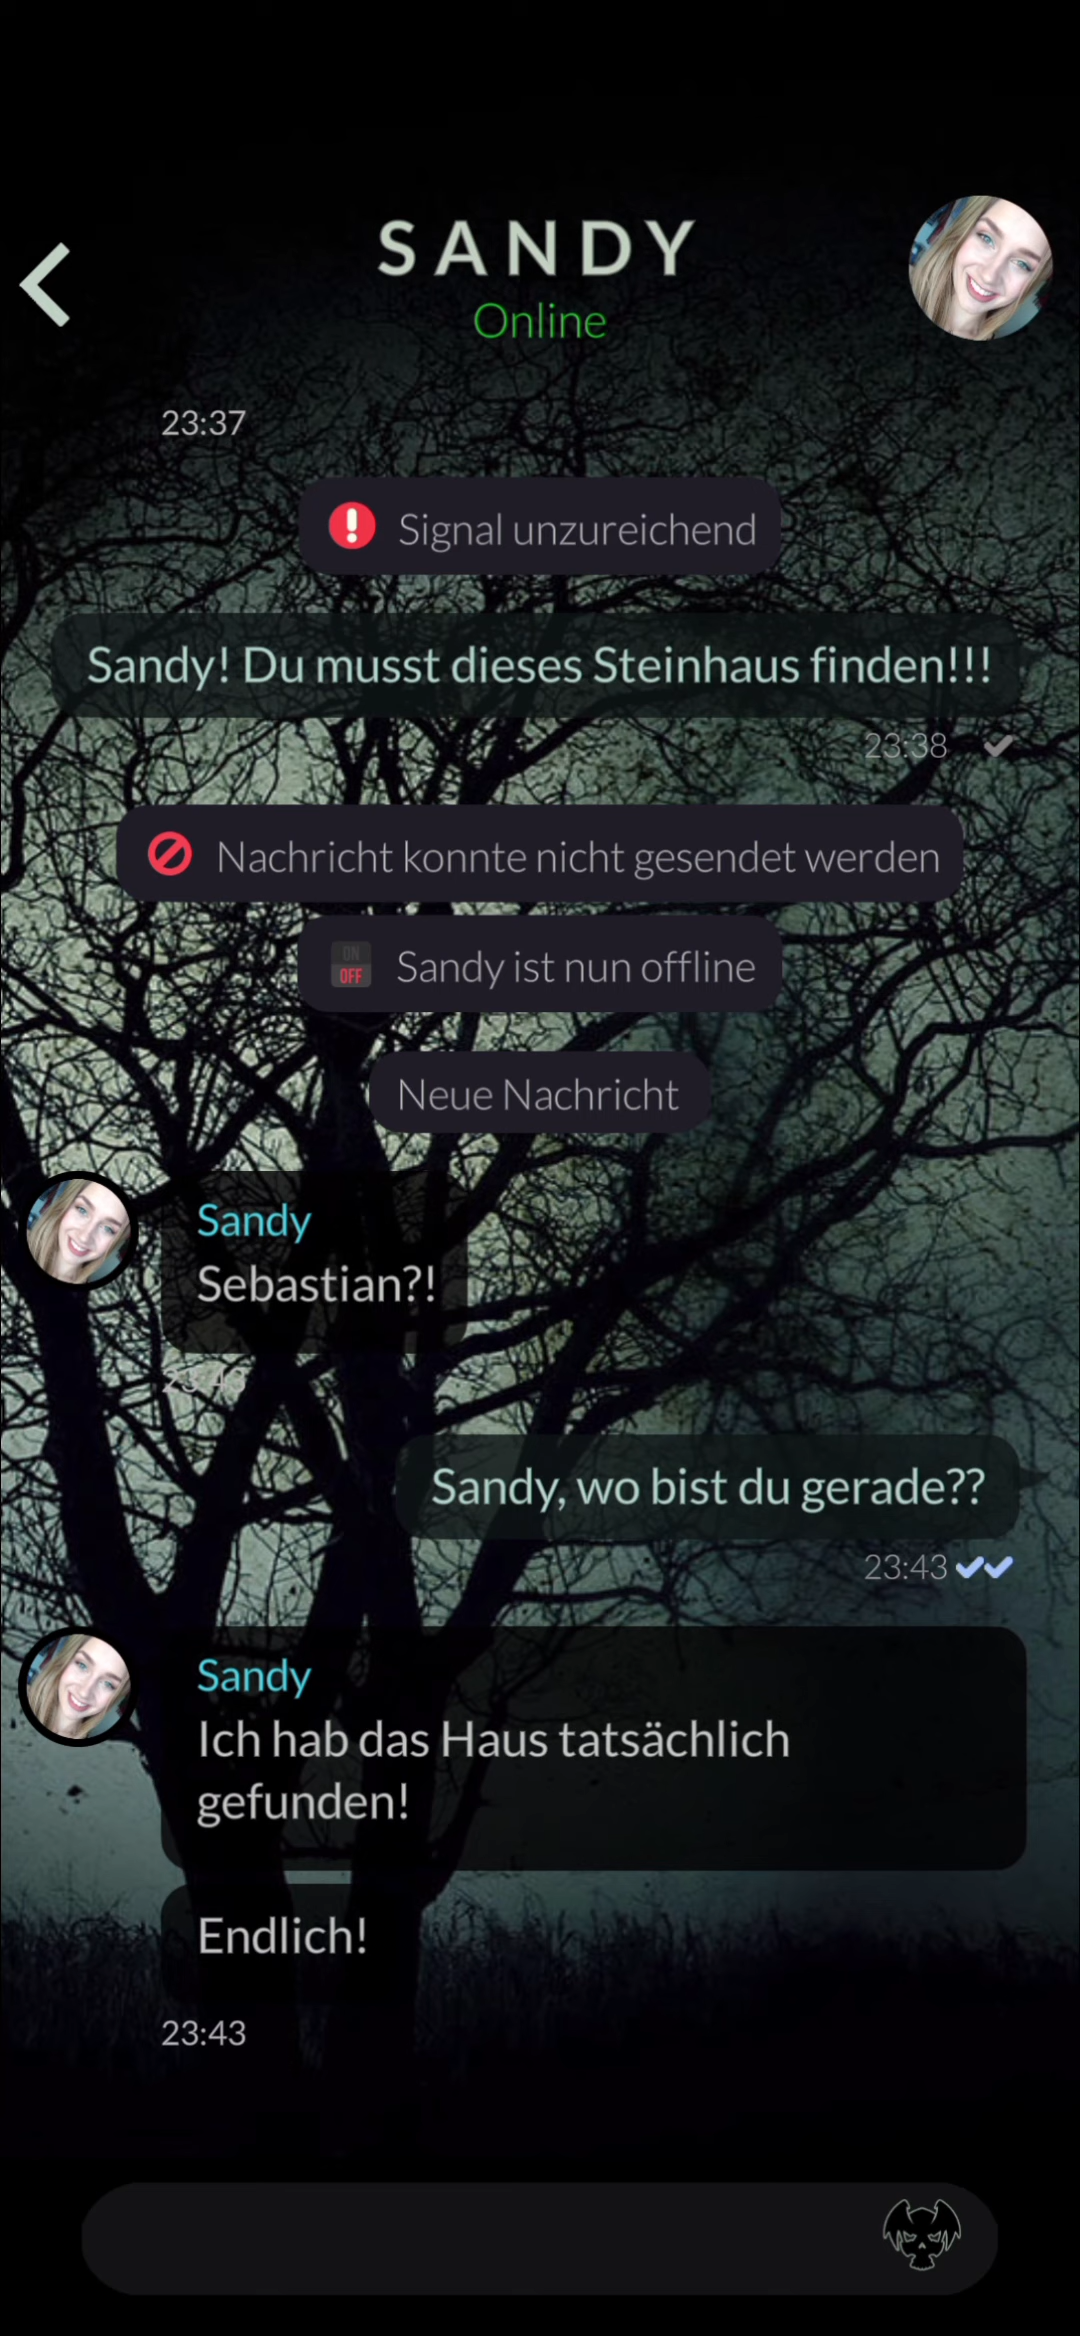 SANDY
Online
23:37
Signal unzureichend
Sandy! Du musst dieses Steinhaus finden!!!
23:38
Nachricht konnte nicht gesendet werden
ON
OFF
Sandy ist nun offline
Neue Nachricht
Sandy
Sebastian?!
23:43
Sandy, wo bist du gerade??
23:43
Sandy
Ich hab das Haus tatsächlich
gefunden!
Endlich!
23:43